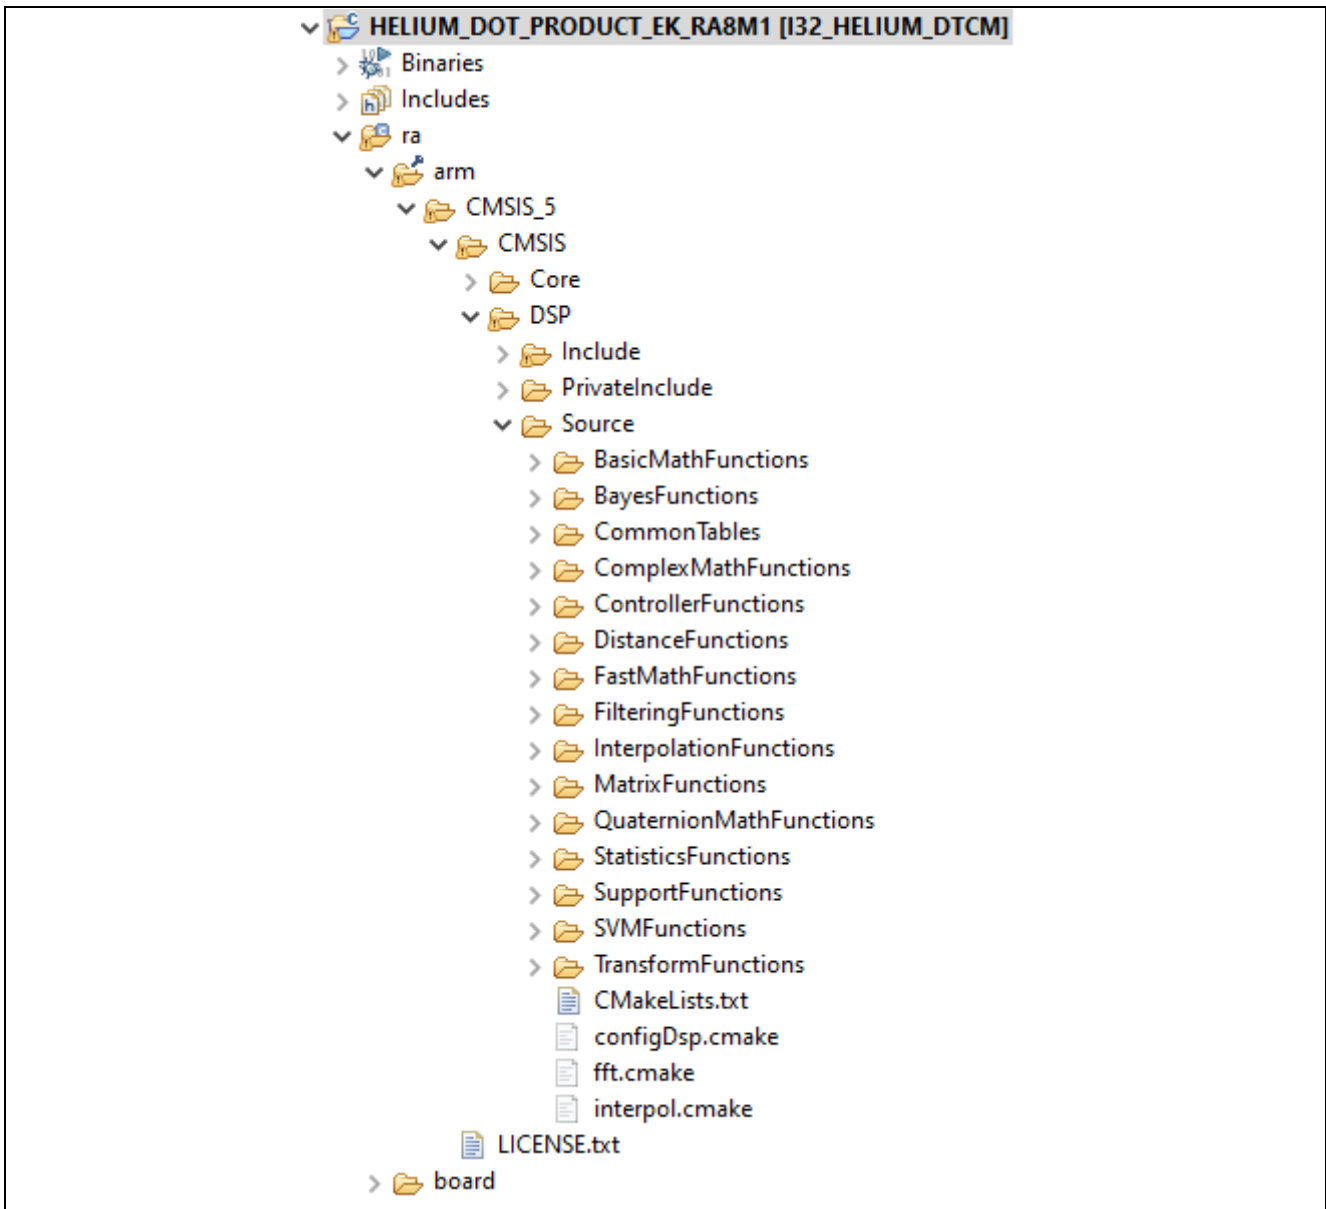 HELIUM_DOT_PRODUCT_EK_RA8M1 [I32_HELIUM_DTCM]
Binaries
Includes
ra
arm
CMSIS_5
CMSIS
Core
DSP
Include
PrivateInclude
Source
BasicMathFunctions
BayesFunctions
CommonTables
ComplexMathFunctions
ControllerFunctions
DistanceFunctions
FastMathFunctions
FilteringFunctions
InterpolationFunctions
MatrixFunctions
QuaternionMathFunctions
StatisticsFunctions
SupportFunctions
SVMFunctions
TransformFunctions
CMakeLists.txt
configDsp.cmake
fft.cmake
interpol.cmake
LICENSE.txt
board